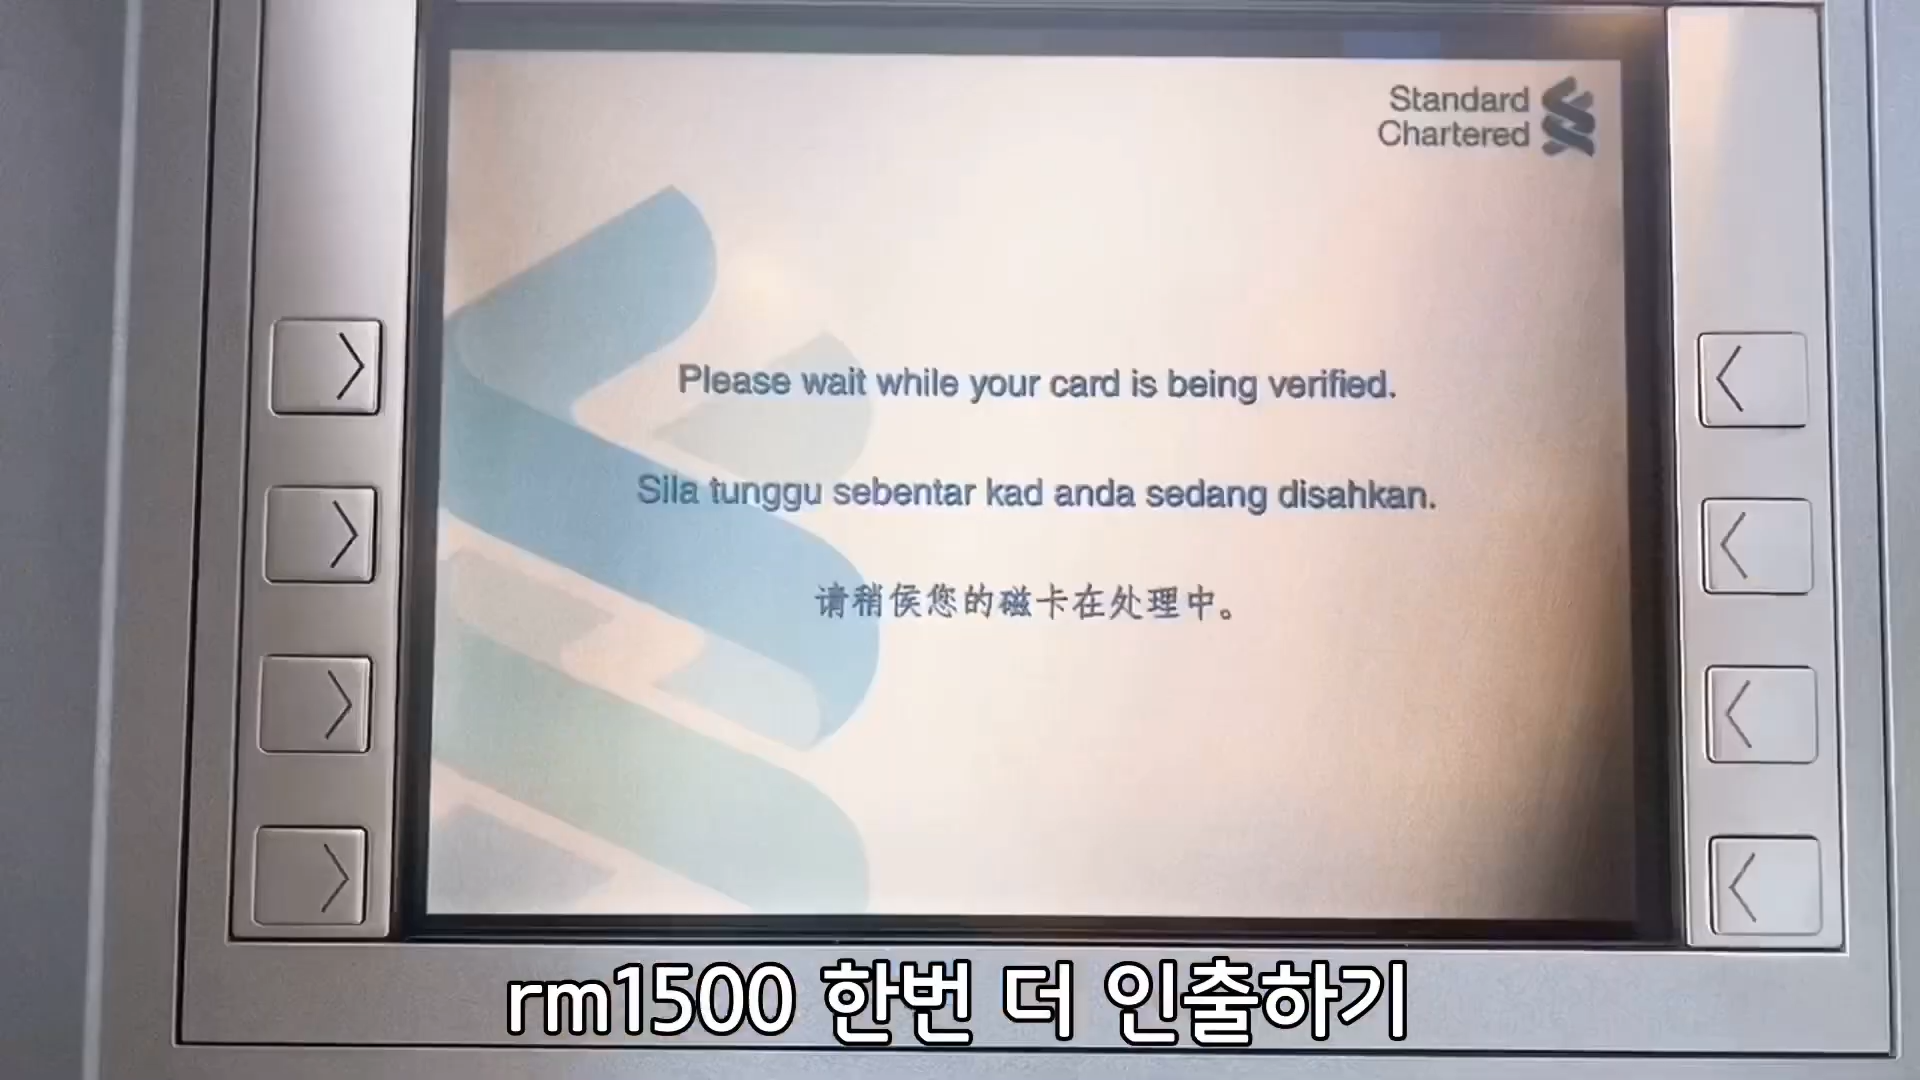 Standard
Chartered
Please wait while your card is being verified.
Sila tunggu sebentar kad anda sedang disahkan.
请稍侯您的磁卡在处理中。
rm1500 한번 더 인출하기